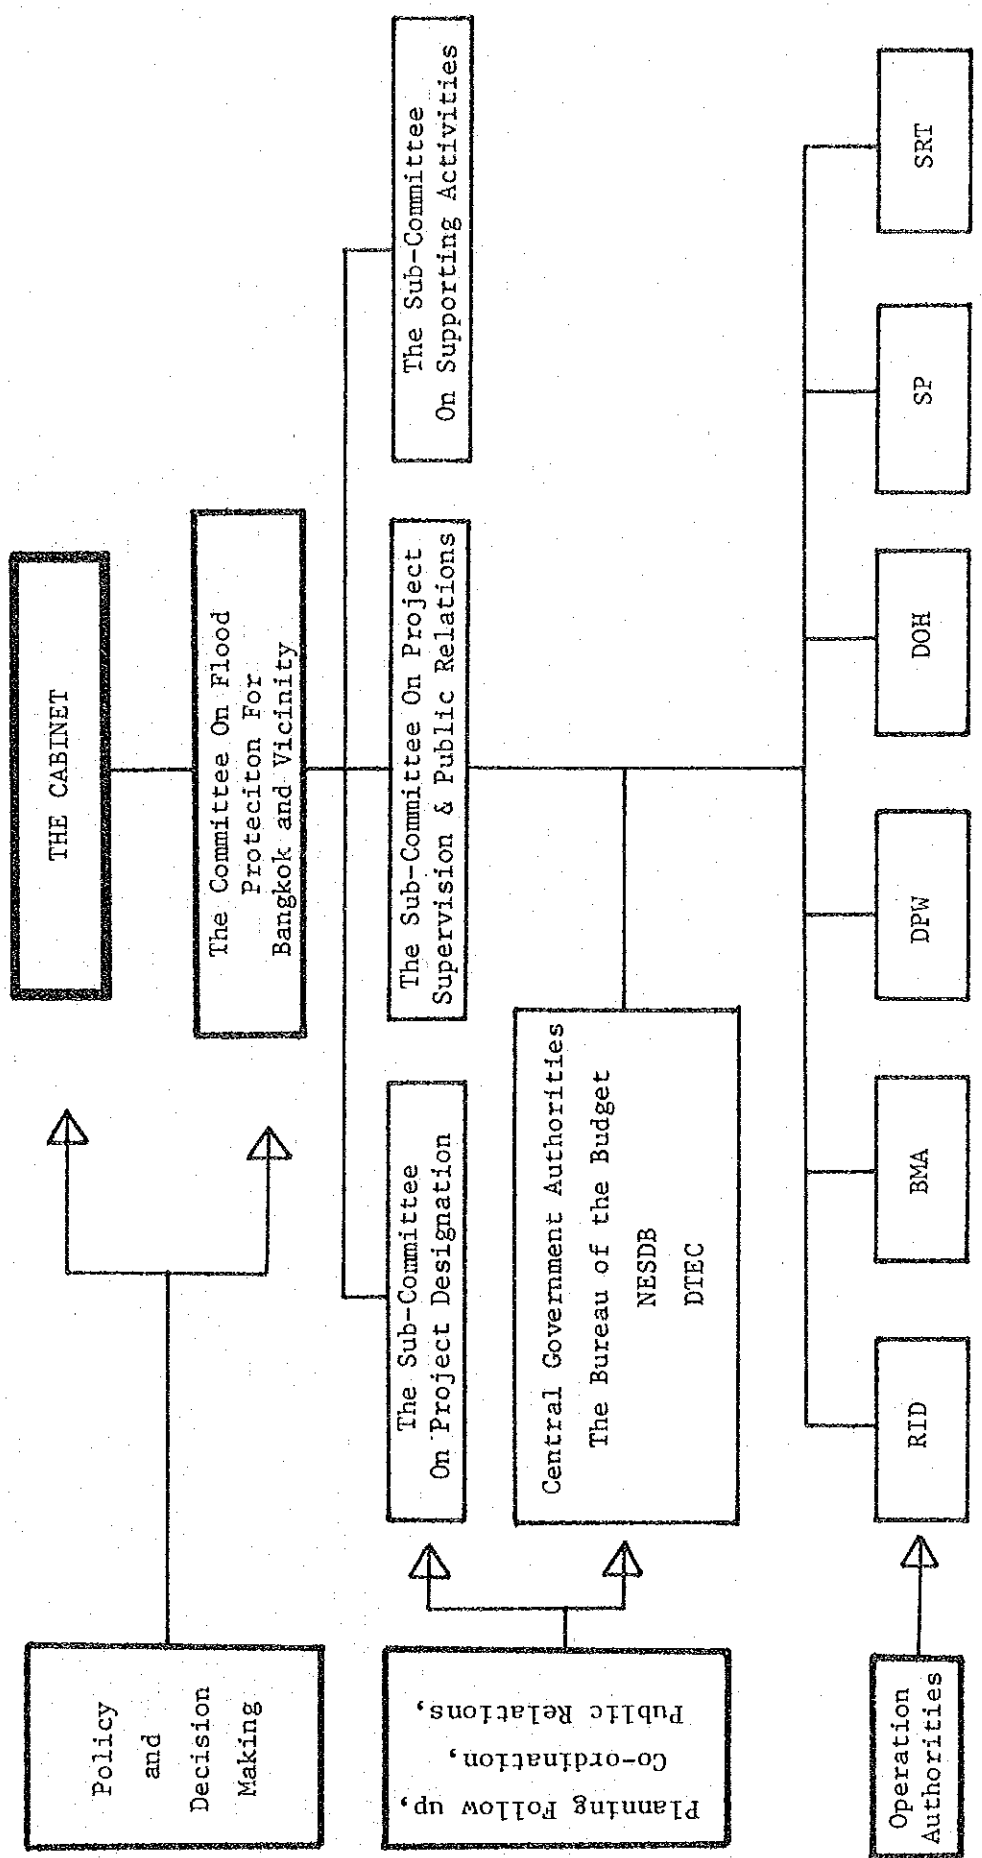 THE CABINET
Policy
and
Decision
Making
The Committee On Flood
Proteciton For
Bangkok and Vicinity
The Sub-Committee
On Project Designation
The Sub-Committee On Project
Supervision & Public Relations
The Sub-Committee
On Supporting Activities
Planning Follow up,
Co-ordination,
Public Relations,
Central Government Authorities
The Bureau of the Budget
NESDB
DTEC
Operation
Authorities
RID
BMA
DPW
DOH
SP
SRT